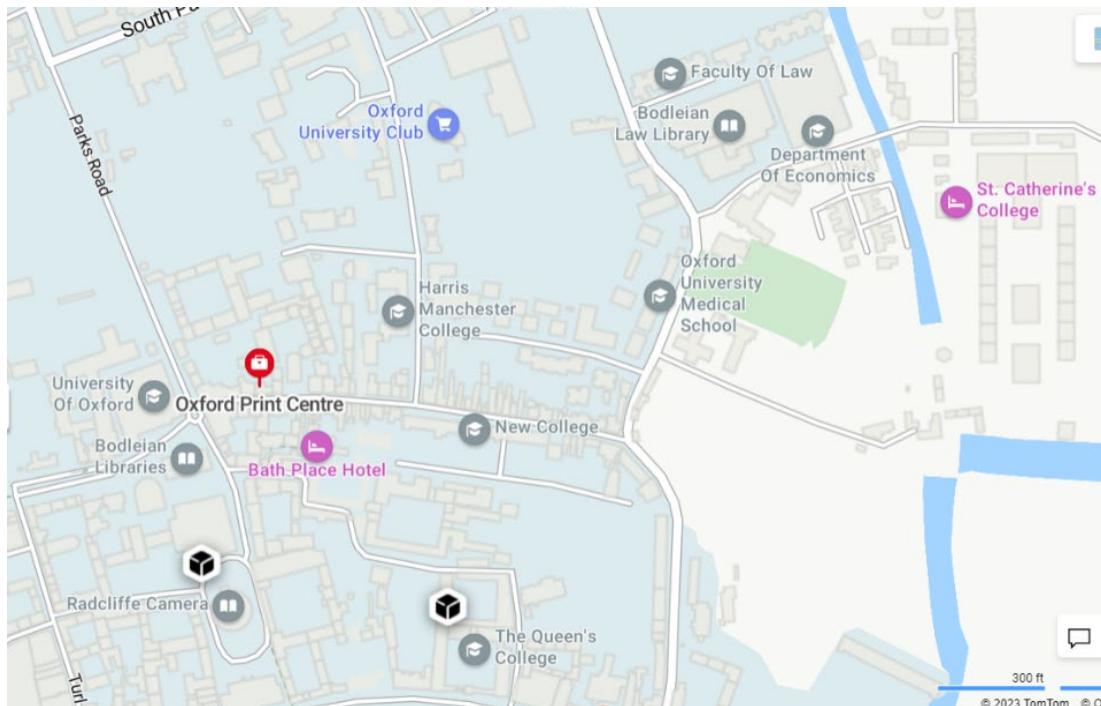 South Pa
Parks Road
Oxford
University Club
Faculty Of Law
Bodleian
Law Library
Department
Of Economics
St. Catherine's
College
Oxford
University
Medical
School
Harris
Manchester
College
University
Of Oxford
Oxford Print Centre
New College
Bodleian
Libraries
Bath Place Hotel
Radcliffe Camera
The Queen's
College
Turl
300 ft
© 2023 TomTom © O